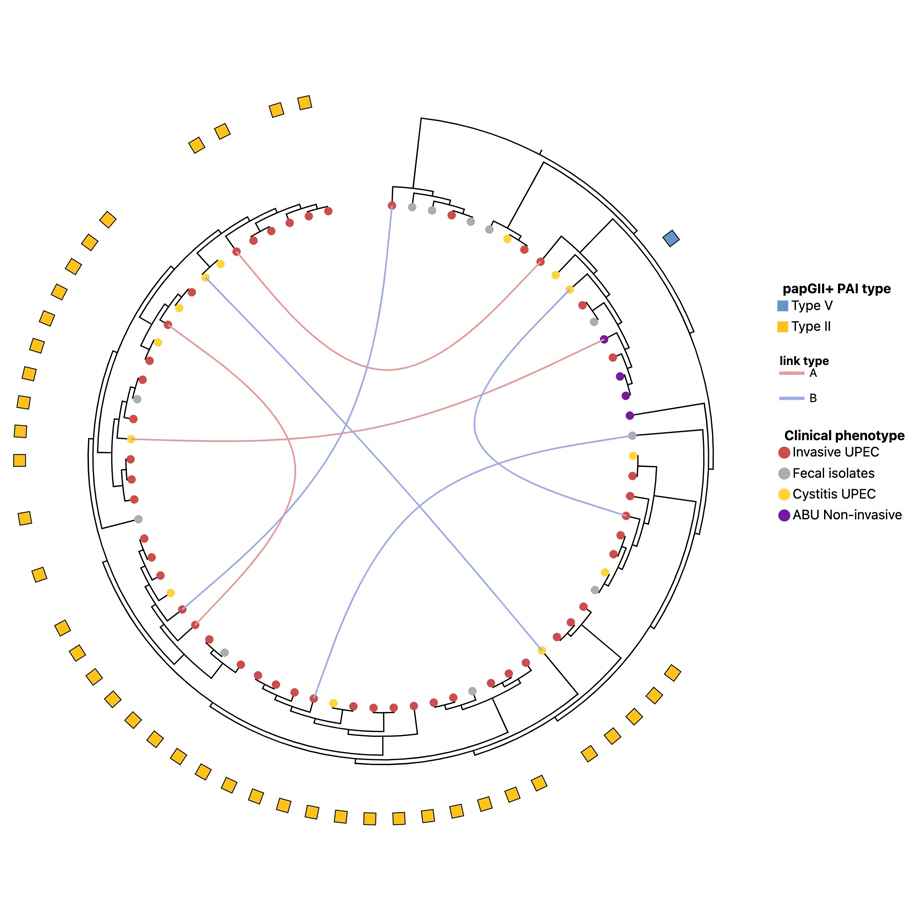 papGII+ PAI type
Type V
Type II
link type
A
B
Clinical phenotype
Invasive UPEC
Fecal isolates
Cystitis UPEC
ABU Non-invasive